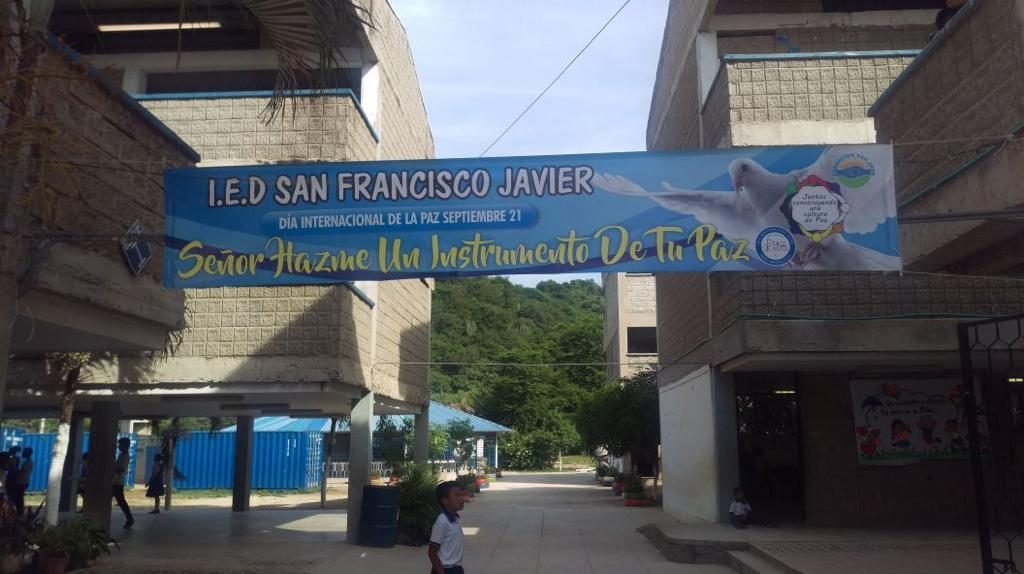 I.E.D SAN FRANCISCO JAVIER
DÍA INTERNACIONAL DE LA PAZ SEPTIEMBRE 21
Señor Hazme Un Instrumento De Tu Paz
Juntos
construyendo
una
cultura
de Paz